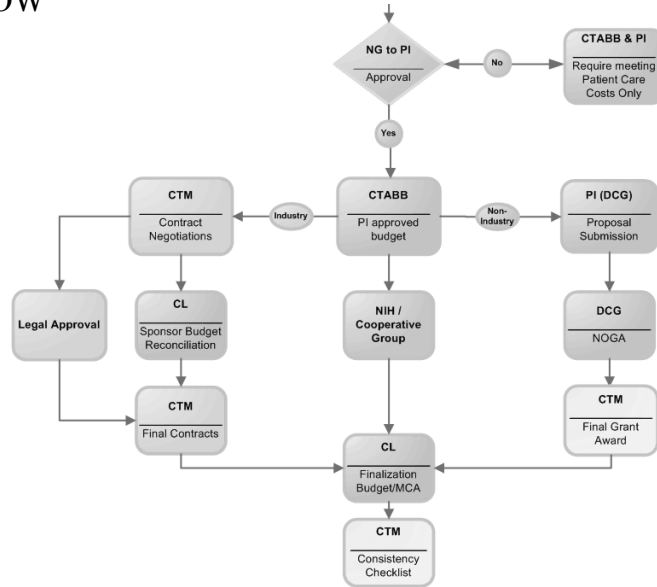 NG to PI
Approval
No
CTABB & PI
Require meeting
Patient Care
Costs Only
Yes
CTM
Contract
Negotiations
Industry
CTABB
PI approved
budget
Non-
Industry
PI (DCG)
Proposal
Submission
Legal Approval
CL
Sponsor Budget
Reconciliation
NIH /
Cooperative
Group
DCG
NOGA
CTM
Final Contracts
CTM
Final Grant
Award
CL
Finalization
Budget/MCA
CTM
Consistency
Checklist